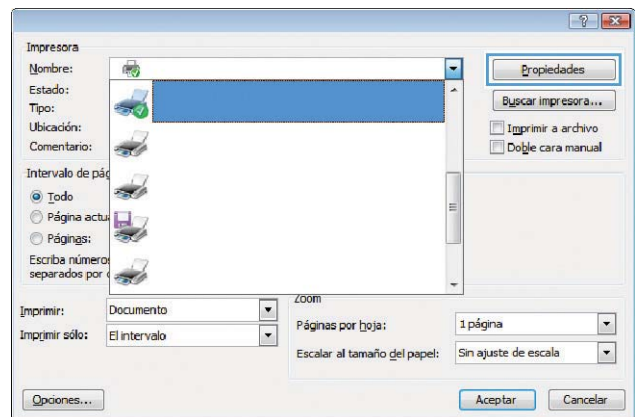 Impresora
Nombre:
Propiedades
Estado:
Tipo:
Buscar impresora...
Ubicación:
Imprimir a archivo
Comentario:
Doble cara manual
Intervalo de pág
Todo
Página actu
Páginas:
Escriba números
separados por
Zoom
Imprimir:
Documento
Páginas por hoja:
1 página
Imprimir sólo:
El intervalo
Escalar al tamaño del papel:
Sin ajuste de escala
Opciones...
Aceptar
Cancelar